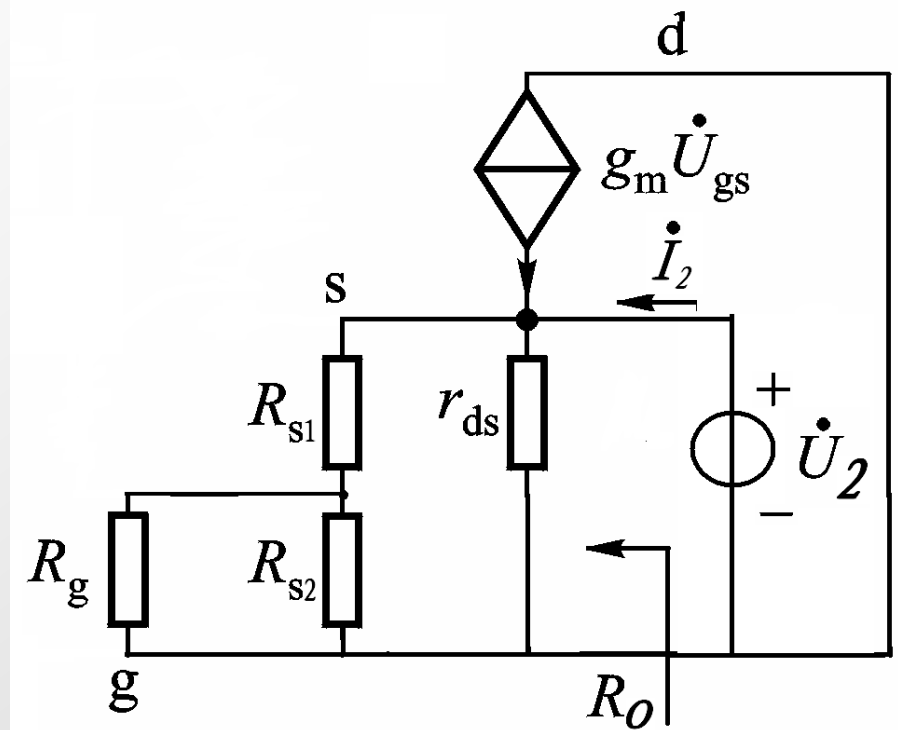 d
g_m U̇_gs
İ_2
s
R_s1
r_ds
+
U̇_2
−
R_g
R_s2
g
R_O